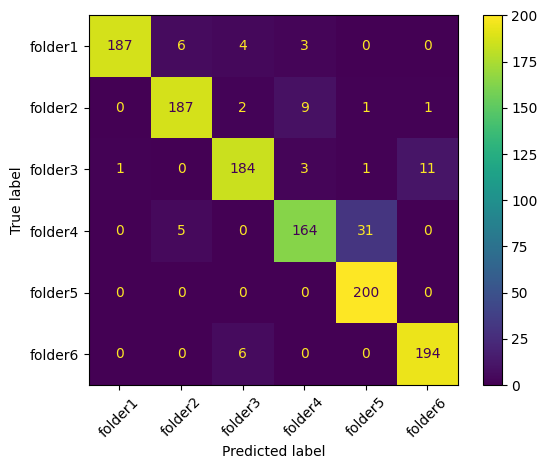 folder1 187 6 4 3 0 0
folder2 0 187 2 9 1 1
folder3 1 0 184 3 1 11
folder4 0 5 0 164 31 0
folder5 0 0 0 0 200 0
folder6 0 0 6 0 0 194
folder1 folder2 folder3 folder4 folder5 folder6
Predicted label
True label
200
175
150
125
100
75
50
25
0